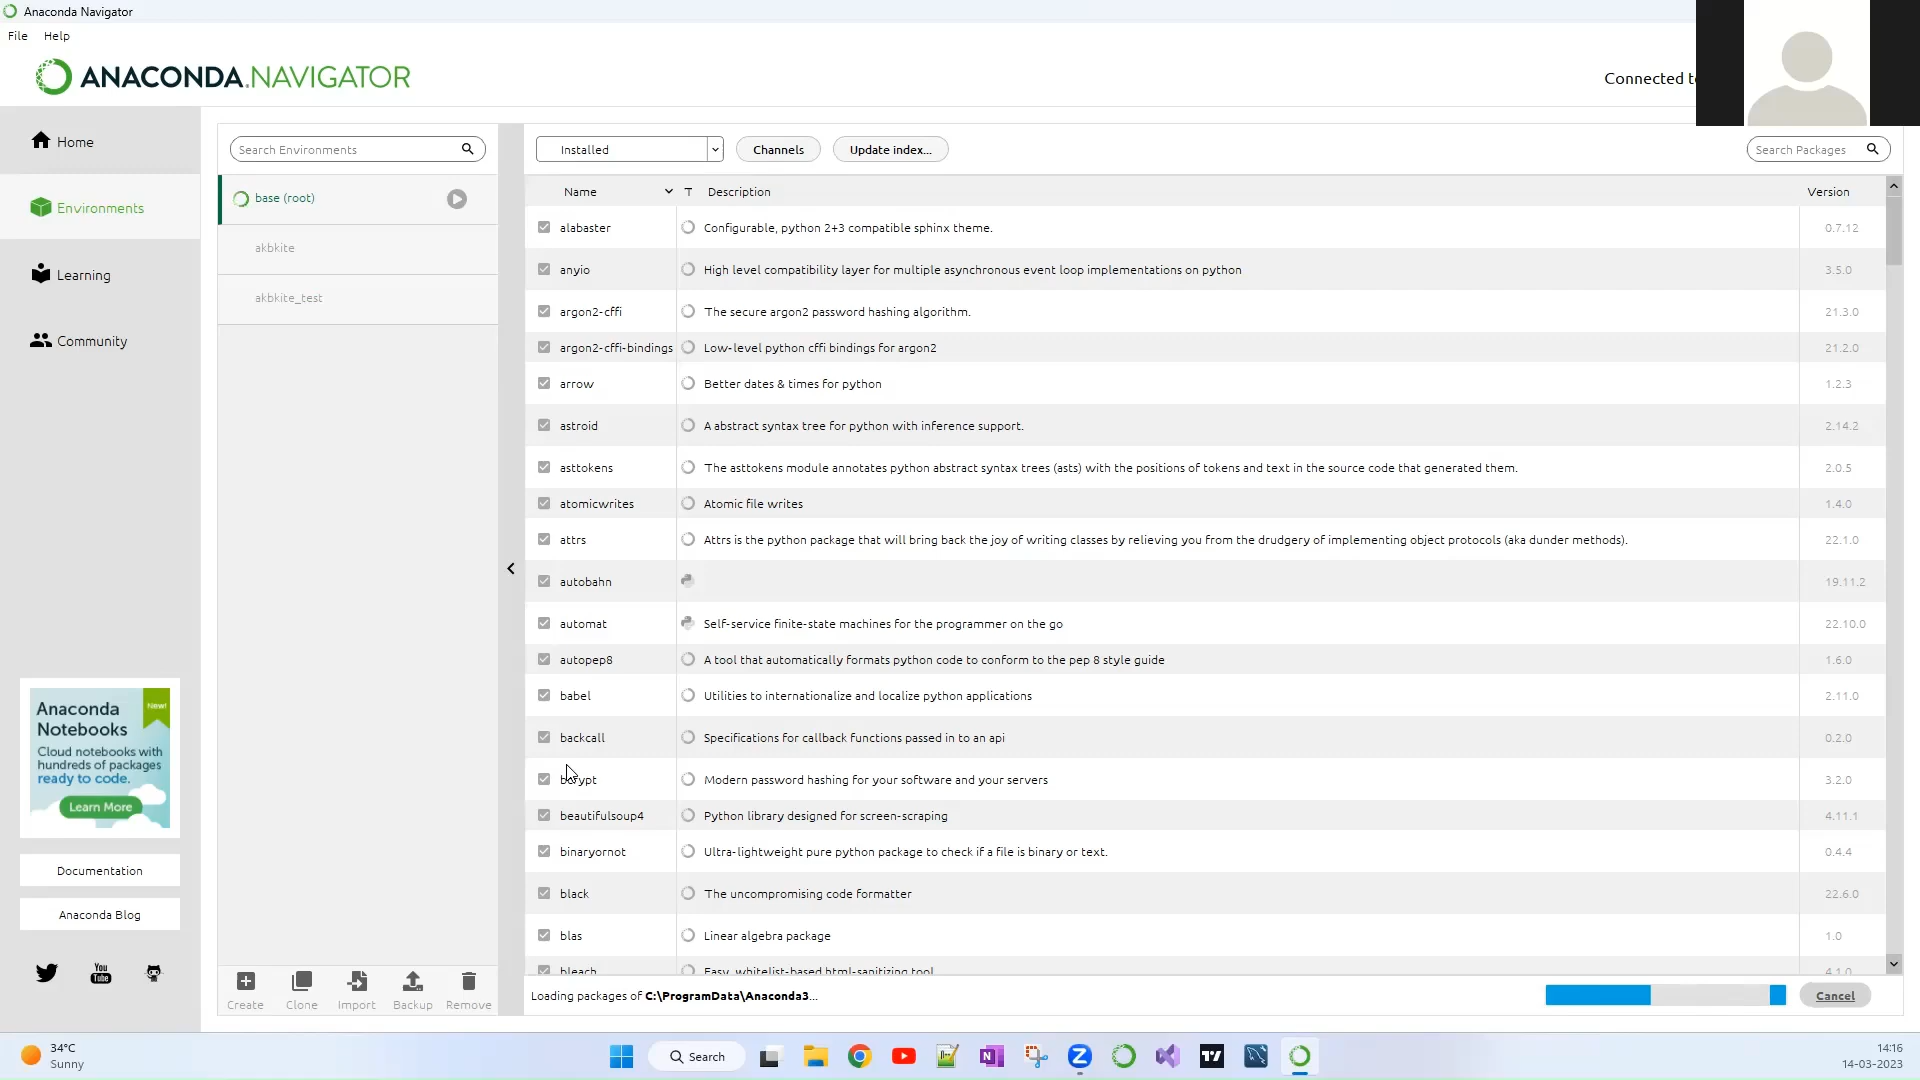 Anaconda Navigator
File Help
ANACONDA.NAVIGATOR
Connected to
Home
Environments
Learning
Community
Search Environments
base (root)
akbkite
akbkite_test
Installed
Channels
Update index...
Search Packages
Name T Description Version
alabaster Configurable, python 2+3 compatible sphinx theme. 0.7.12
anyio High level compatibility layer for multiple asynchronous event loop implementations on python 3.5.0
argon2-cffi The secure argon2 password hashing algorithm. 21.3.0
argon2-cffi-bindings Low-level python cffi bindings for argon2 21.2.0
arrow Better dates & times for python 1.2.3
astroid A abstract syntax tree for python with inference support. 2.14.2
asttokens The asttokens module annotates python abstract syntax trees (asts) with the positions of tokens and text in the source code that generated them. 2.0.5
atomicwrites Atomic file writes 1.4.0
attrs Attrs is the python package that will bring back the joy of writing classes by relieving you from the drudgery of implementing object protocols (aka dunder methods). 22.1.0
autobahn 19.11.2
automat Self-service finite-state machines for the programmer on the go 22.10.0
autopep8 A tool that automatically formats python code to conform to the pep 8 style guide 1.6.0
babel Utilities to internationalize and localize python applications 2.11.0
backcall Specifications for callback functions passed in to an api 0.2.0
bcrypt Modern password hashing for your software and your servers 3.2.0
beautifulsoup4 Python library designed for screen-scraping 4.11.1
binaryornot Ultra-lightweight pure python package to check if a file is binary or text. 0.4.4
black The uncompromising code formatter 22.6.0
blas Linear algebra package 1.0
bleach Easy, whitelist-based html-sanitizing tool 4.1.0
Anaconda
Notebooks
New!
Cloud notebooks with
hundreds of packages
ready to code.
Learn More
Documentation
Anaconda Blog
You
Tube
Create Clone Import Backup Remove
Loading packages of C:\ProgramData\Anaconda3...
Cancel
34°C
Sunny
Search
14:16
14-03-2023